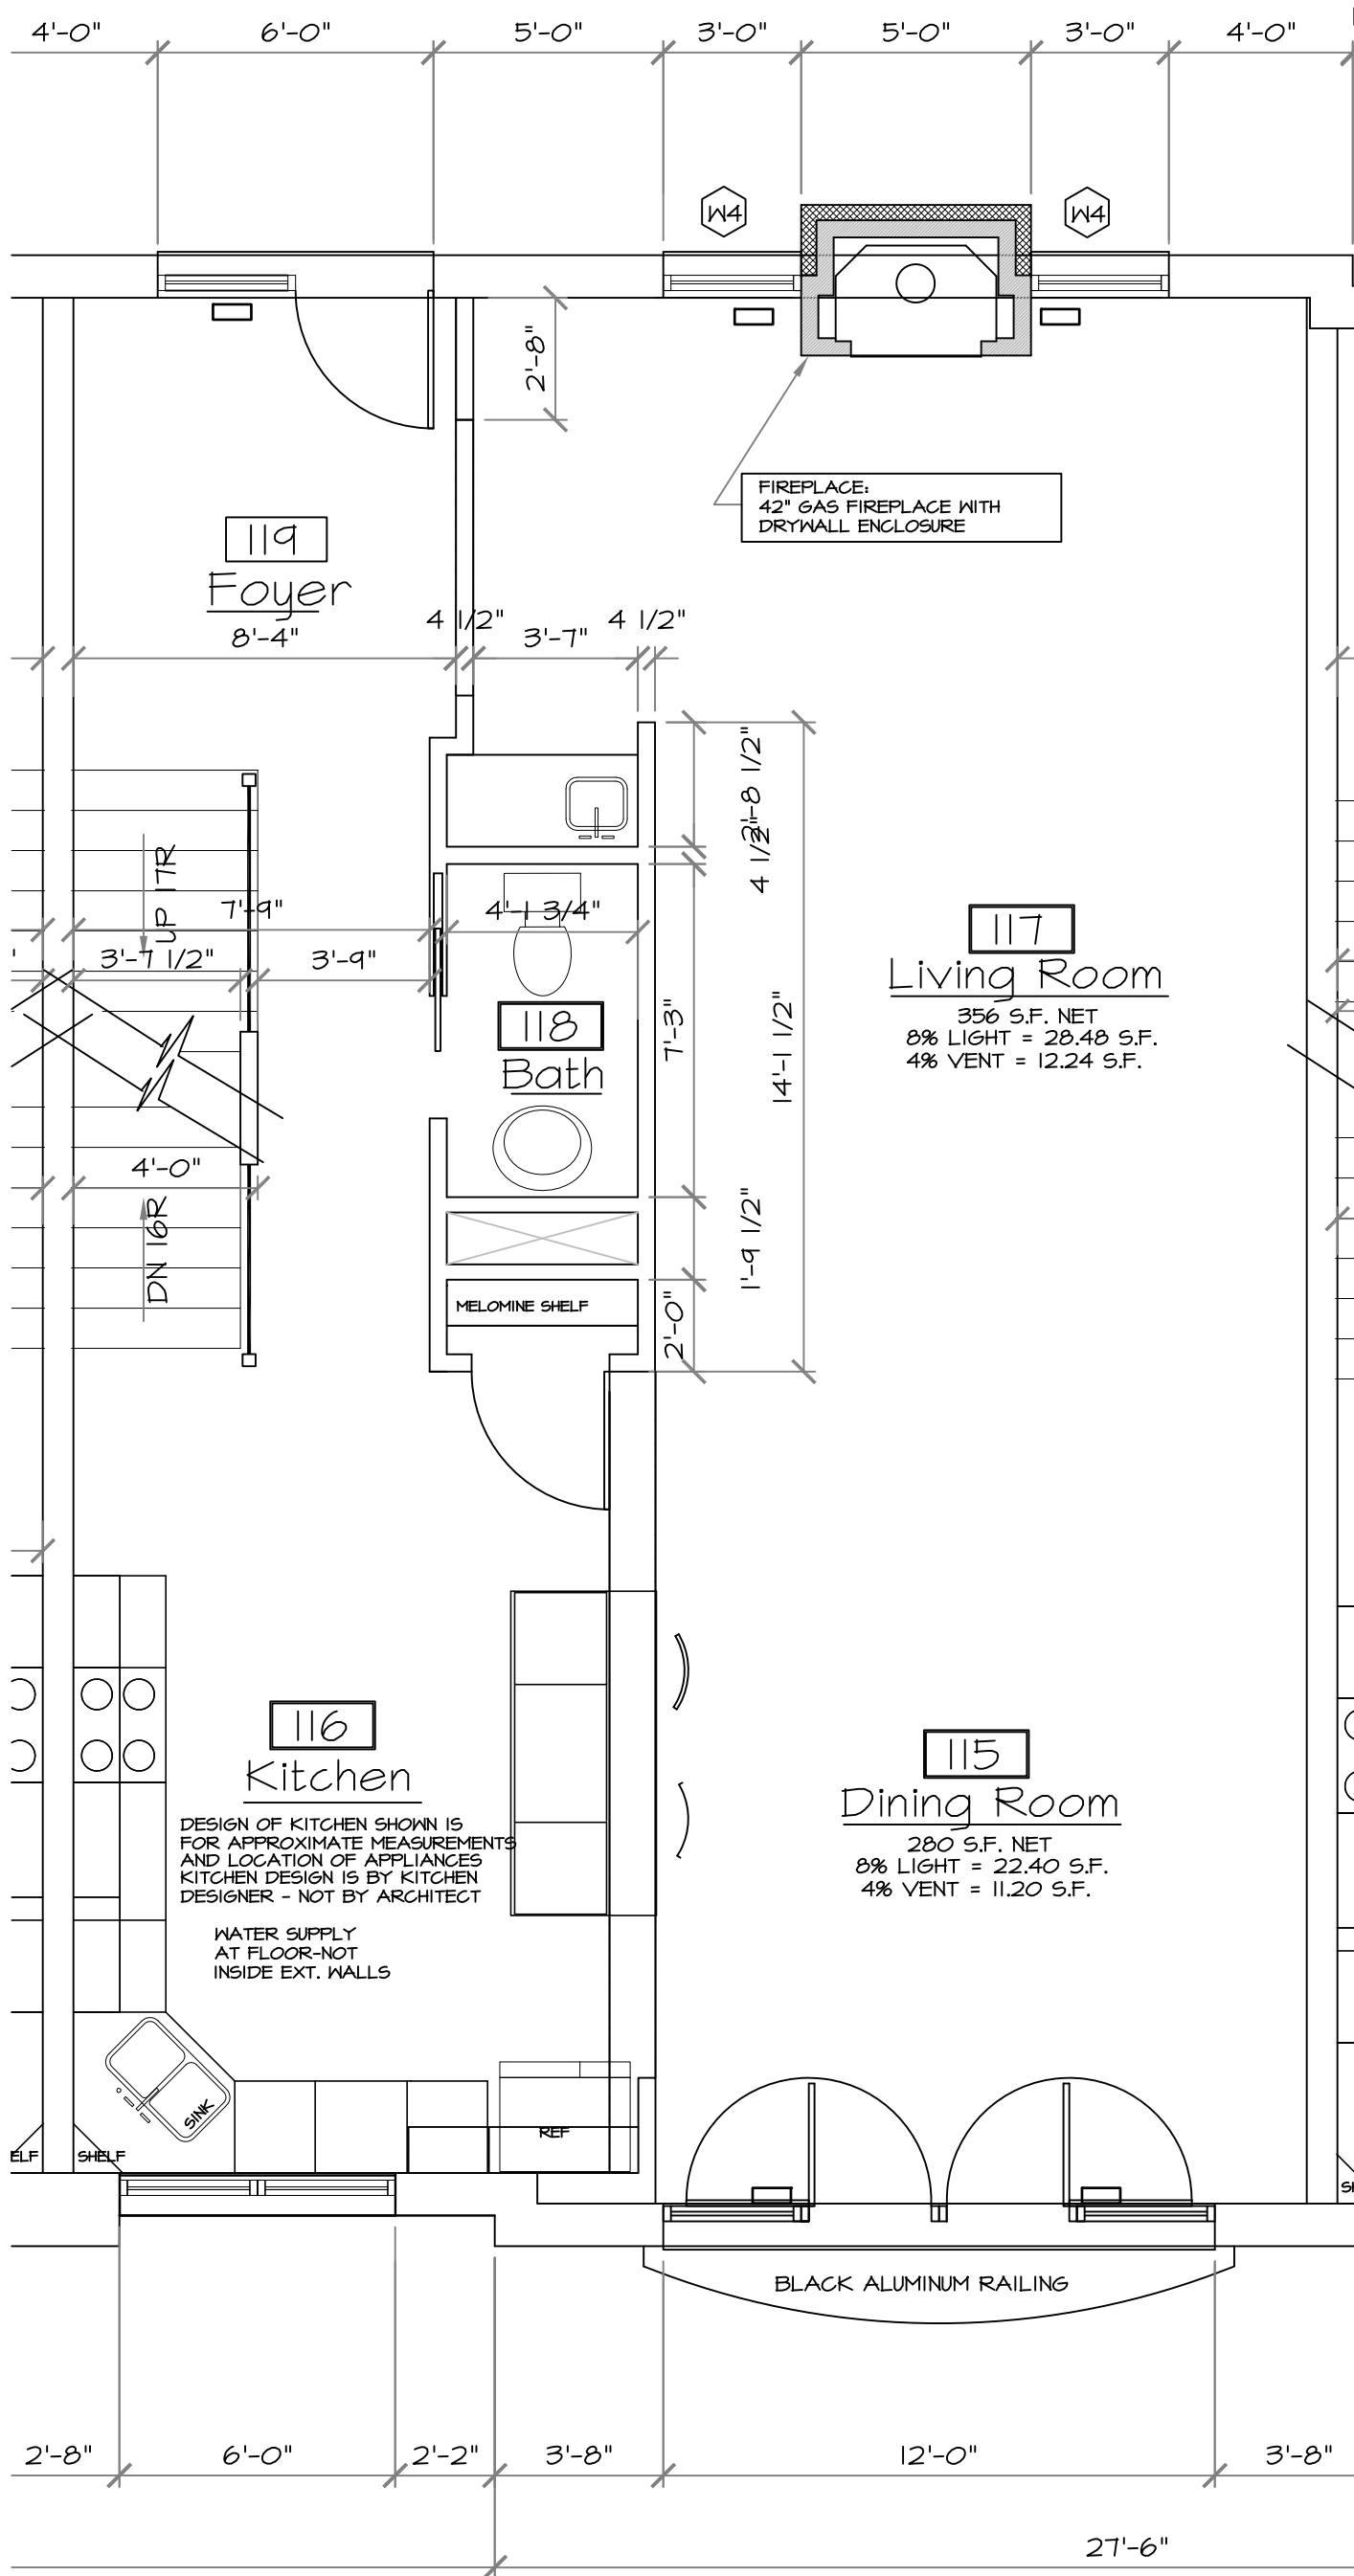 4'-0" 6'-0" 5'-0" 3'-0" 5'-0" 3'-0" 4'-0"
W4 W4
2'-8"
FIREPLACE:
42" GAS FIREPLACE WITH
DRYWALL ENCLOSURE
119
Foyer
8'-4"
4 1/2" 3'-7" 4 1/2"
4 1/2"
UP 17R
7'-9"
4'-1 3/4"
3'-7 1/2" 3'-9"
117
Living Room
356 S.F. NET
8% LIGHT = 28.48 S.F.
4% VENT = 12.24 S.F.
118
Bath
7'-3"
14'-1 1/2"
4'-0"
DN 16R
1'-9 1/2"
MELOMINE SHELF
2'-0"
116
Kitchen
DESIGN OF KITCHEN SHOWN IS
FOR APPROXIMATE MEASUREMENTS
AND LOCATION OF APPLIANCES
KITCHEN DESIGN IS BY KITCHEN
DESIGNER - NOT BY ARCHITECT
WATER SUPPLY
AT FLOOR-NOT
INSIDE EXT. WALLS
115
Dining Room
280 S.F. NET
8% LIGHT = 22.40 S.F.
4% VENT = 11.20 S.F.
SINK
REF
ELF SHELF
BLACK ALUMINUM RAILING
2'-8" 6'-0" 2'-2" 3'-8" 12'-0" 3'-8"
27'-6"